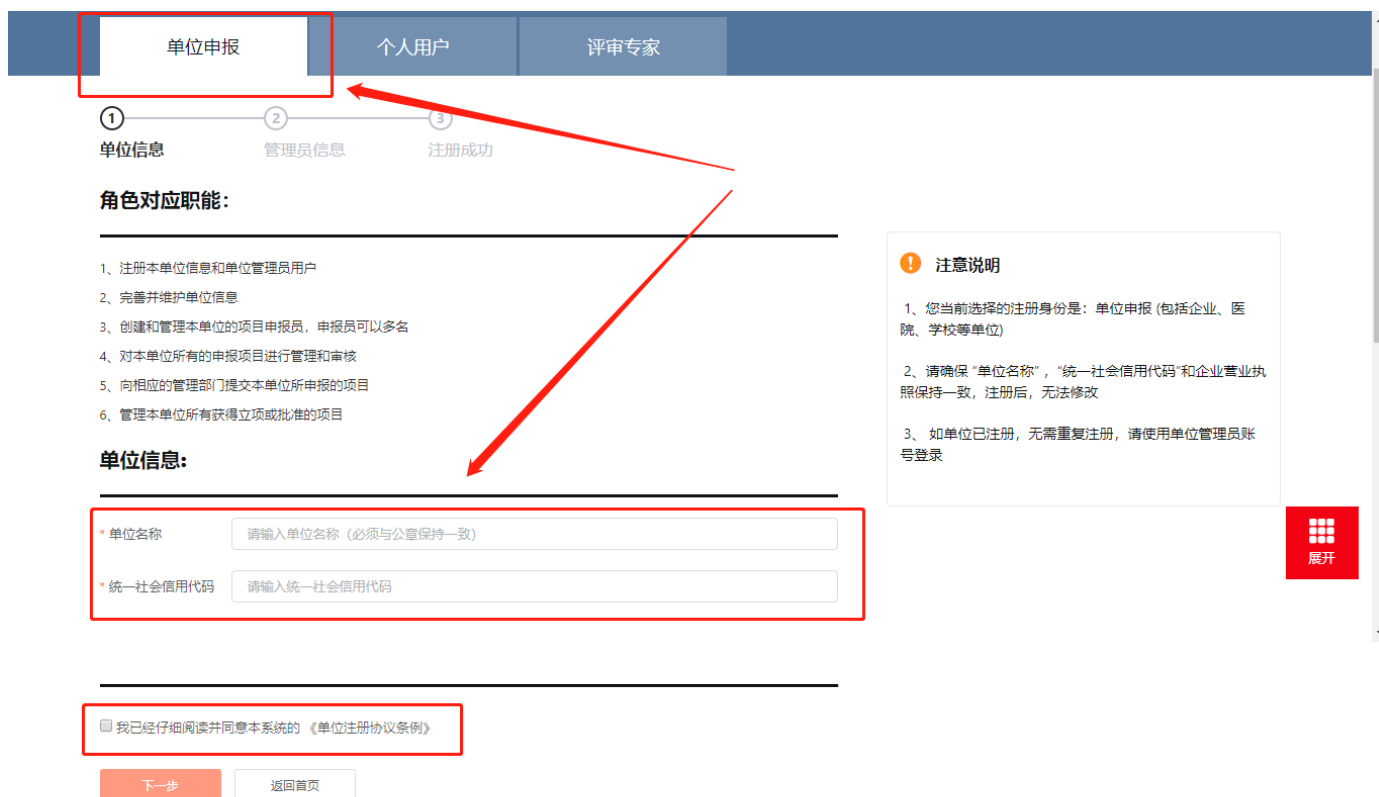 单位申报
个人用户
评审专家
1
2
3
单位信息
管理员信息
注册成功
角色对应职能：
1、注册本单位信息和单位管理员用户
2、完善并维护单位信息
3、创建和管理本单位的项目申报员，申报员可以多名
4、对本单位所有的申报项目进行管理和审核
5、向相应的管理部门提交本单位所申报的项目
6、管理本单位所有获得立项或批准的项目
注意说明
1、您当前选择的注册身份是：单位申报 (包括企业、医
院、学校等单位)
2、请确保 “单位名称” ，“统一社会信用代码”和企业营业执
照保持一致，注册后，无法修改
3、 如单位已注册，无需重复注册，请使用单位管理员账
号登录
单位信息:
* 单位名称
请输入单位名称（必须与公章保持一致）
* 统一社会信用代码
请输入统一社会信用代码
展开
我已经仔细阅读并同意本系统的 《单位注册协议条例》
下一步
返回首页